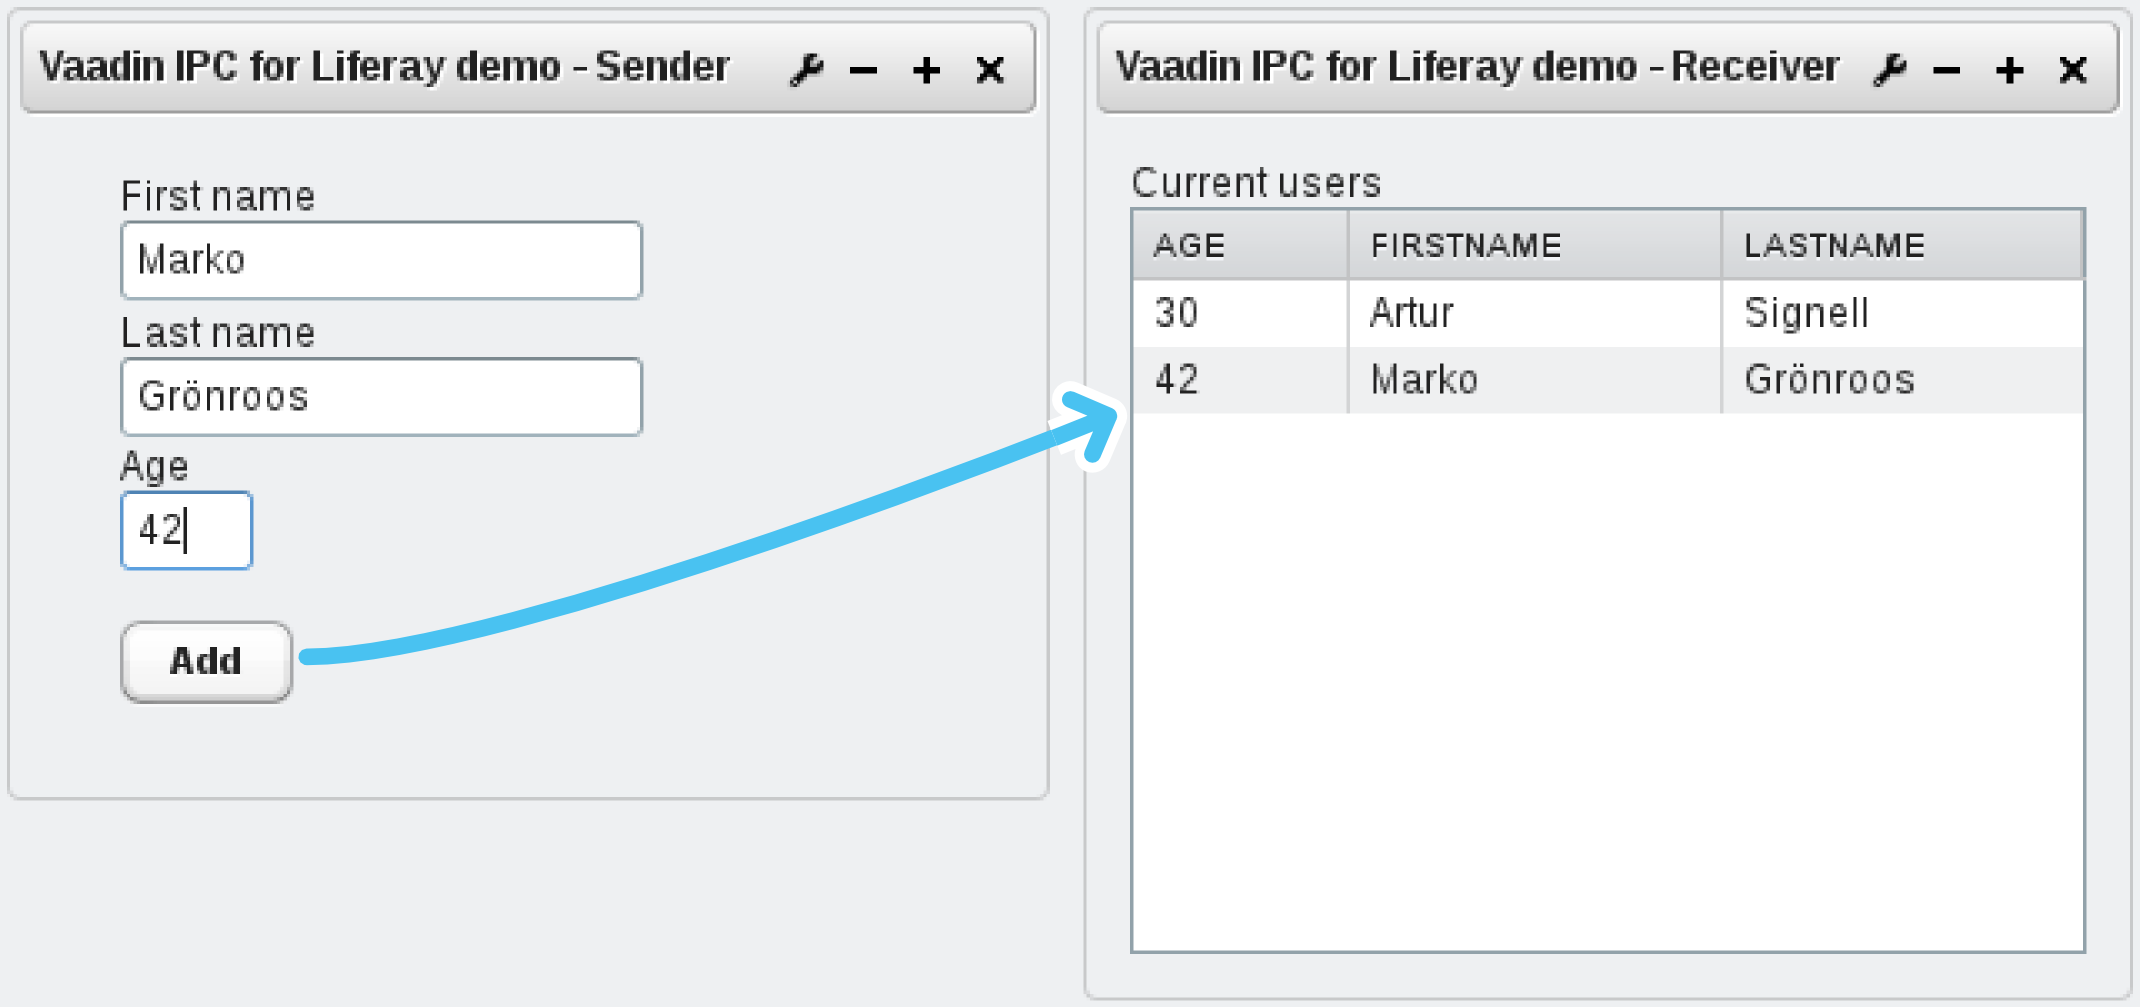 Vaadin IPC for Liferay demo - Sender
First name
Marko
Last name
Grönroos
Age
42
Add
Vaadin IPC for Liferay demo - Receiver
Current users
AGE FIRSTNAME LASTNAME
30 Artur Signell
42 Marko Grönroos